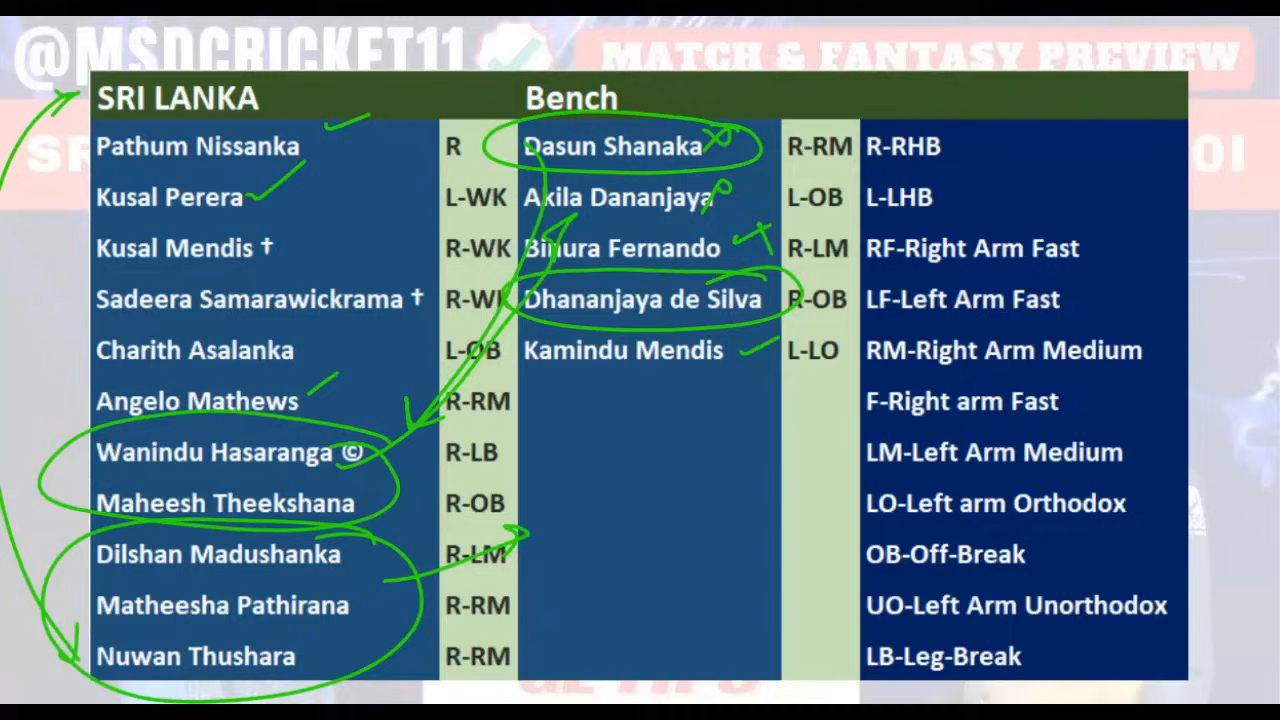 @MSDCRICKET11 MATCH & FANTASY PREVIEW
SRI LANKA Bench
Pathum Nissanka R Dasun Shanaka R-RM R-RHB
Kusal Perera L-WK Akila Dananjaya L-OB L-LHB
Kusal Mendis † R-WK Binura Fernando R-LM RF-Right Arm Fast
Sadeera Samarawickrama † R-WK Dhananjaya de Silva R-OB LF-Left Arm Fast
Charith Asalanka L-OB Kamindu Mendis L-LO RM-Right Arm Medium
Angelo Mathews R-RM F-Right arm Fast
Wanindu Hasaranga © R-LB LM-Left Arm Medium
Maheesh Theekshana R-OB LO-Left arm Orthodox
Dilshan Madushanka R-LM OB-Off-Break
Matheesha Pathirana R-RM UO-Left Arm Unorthodox
Nuwan Thushara R-RM LB-Leg-Break